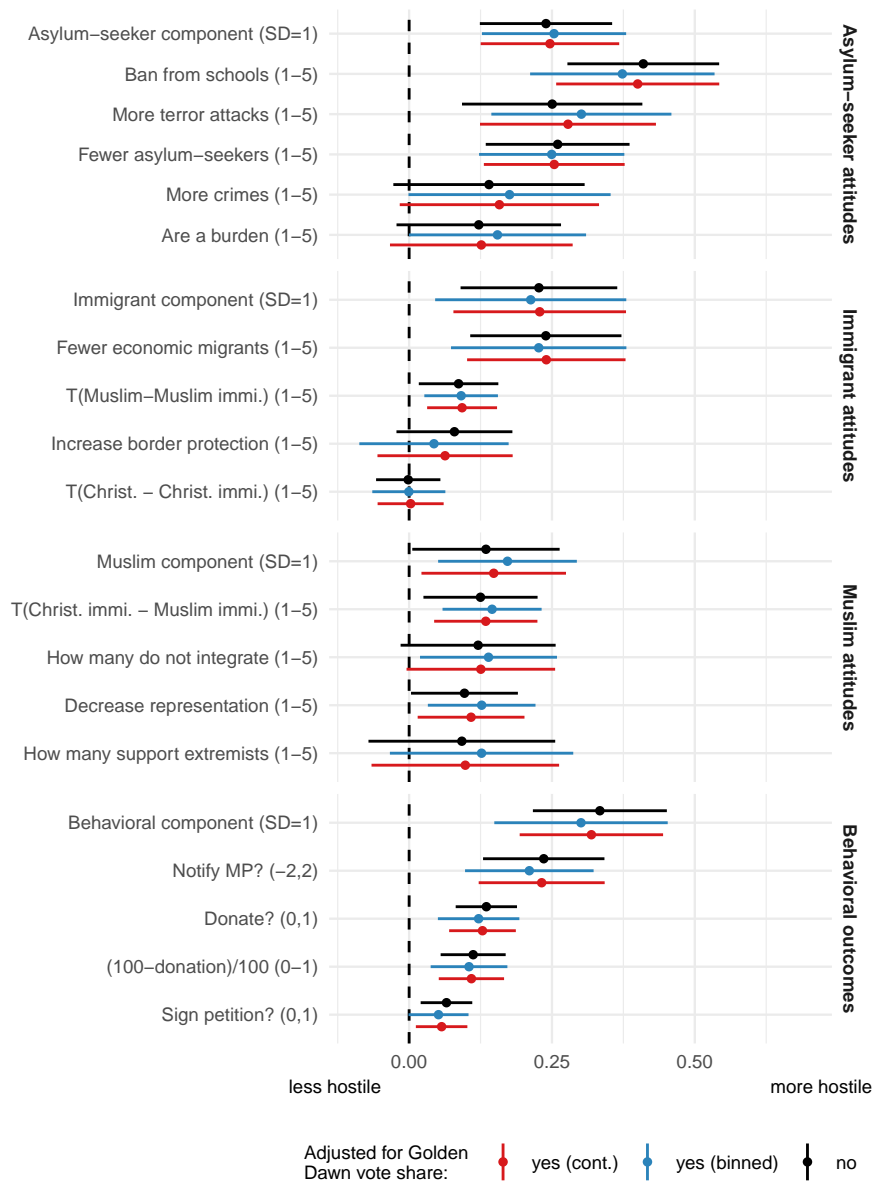 Asylum−seeker component (SD=1)
Ban from schools (1−5)
More terror attacks (1−5)
Fewer asylum−seekers (1−5)
More crimes (1−5)
Are a burden (1−5)
Asylum−seeker attitudes
Immigrant component (SD=1)
Fewer economic migrants (1−5)
T(Muslim−Muslim immi.) (1−5)
Increase border protection (1−5)
T(Christ. − Christ. immi.) (1−5)
Immigrant attitudes
Muslim component (SD=1)
T(Christ. immi. − Muslim immi.) (1−5)
How many do not integrate (1−5)
Decrease representation (1−5)
How many support extremists (1−5)
Muslim attitudes
Behavioral component (SD=1)
Notify MP? (−2,2)
Donate? (0,1)
(100−donation)/100 (0−1)
Sign petition? (0,1)
Behavioral outcomes
0.00 0.25 0.50
less hostile more hostile
Adjusted for Golden
Dawn vote share:
yes (cont.) yes (binned) no